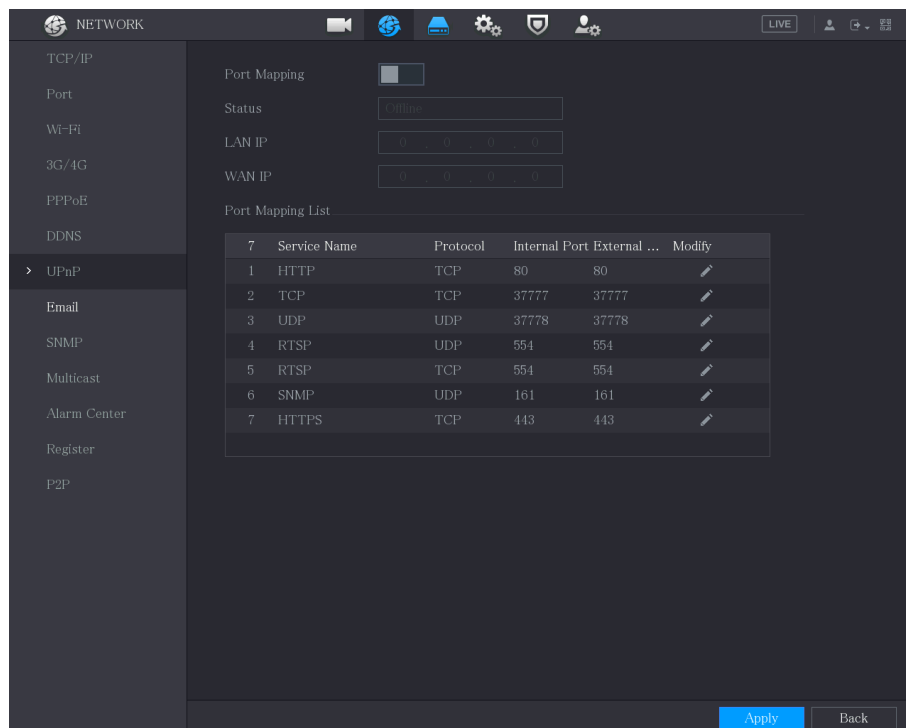 NETWORK
LIVE
TCP/IP
Port
Wi-Fi
3G/4G
PPPoE
DDNS
UPnP
Email
SNMP
Multicast
Alarm Center
Register
P2P
Port Mapping
Status Offline
LAN IP 0 . 0 . 0 . 0
WAN IP 0 . 0 . 0 . 0
Port Mapping List
7 Service Name Protocol Internal Port External ... Modify
1 HTTP TCP 80 80
2 TCP TCP 37777 37777
3 UDP UDP 37778 37778
4 RTSP UDP 554 554
5 RTSP TCP 554 554
6 SNMP UDP 161 161
7 HTTPS TCP 443 443
Apply Back